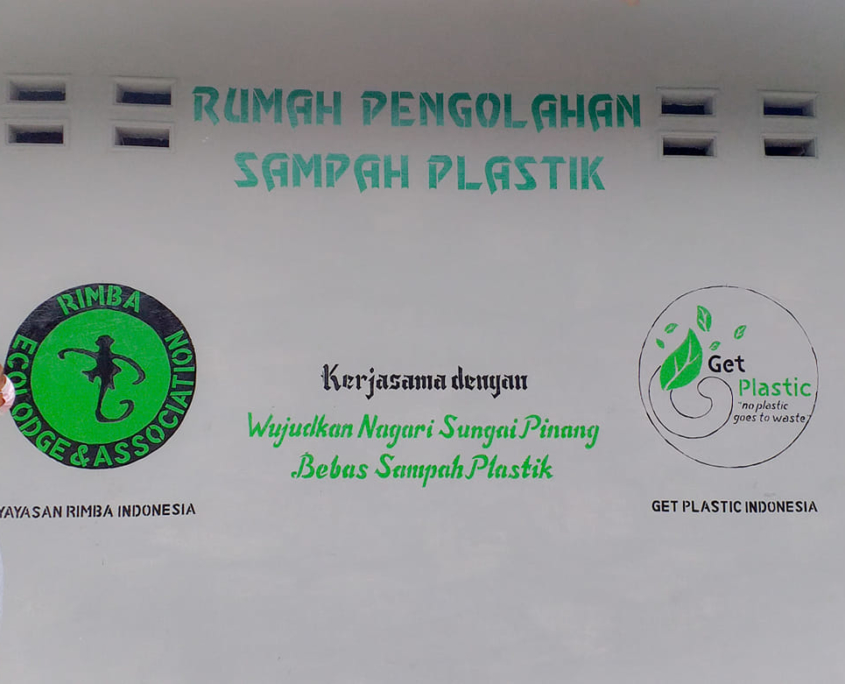 RUMAH PENGOLAHAN
SAMPAH PLASTIK
RIMBA
ECOLODGE & ASSOCIATION
YAYASAN RIMBA INDONESIA
Kerjasama dengan
Wujudkan Nagari Sungai Pinang
Bebas Sampah Plastik
Get
Plastic
"no plastic
goes to waste"
GET PLASTIC INDONESIA